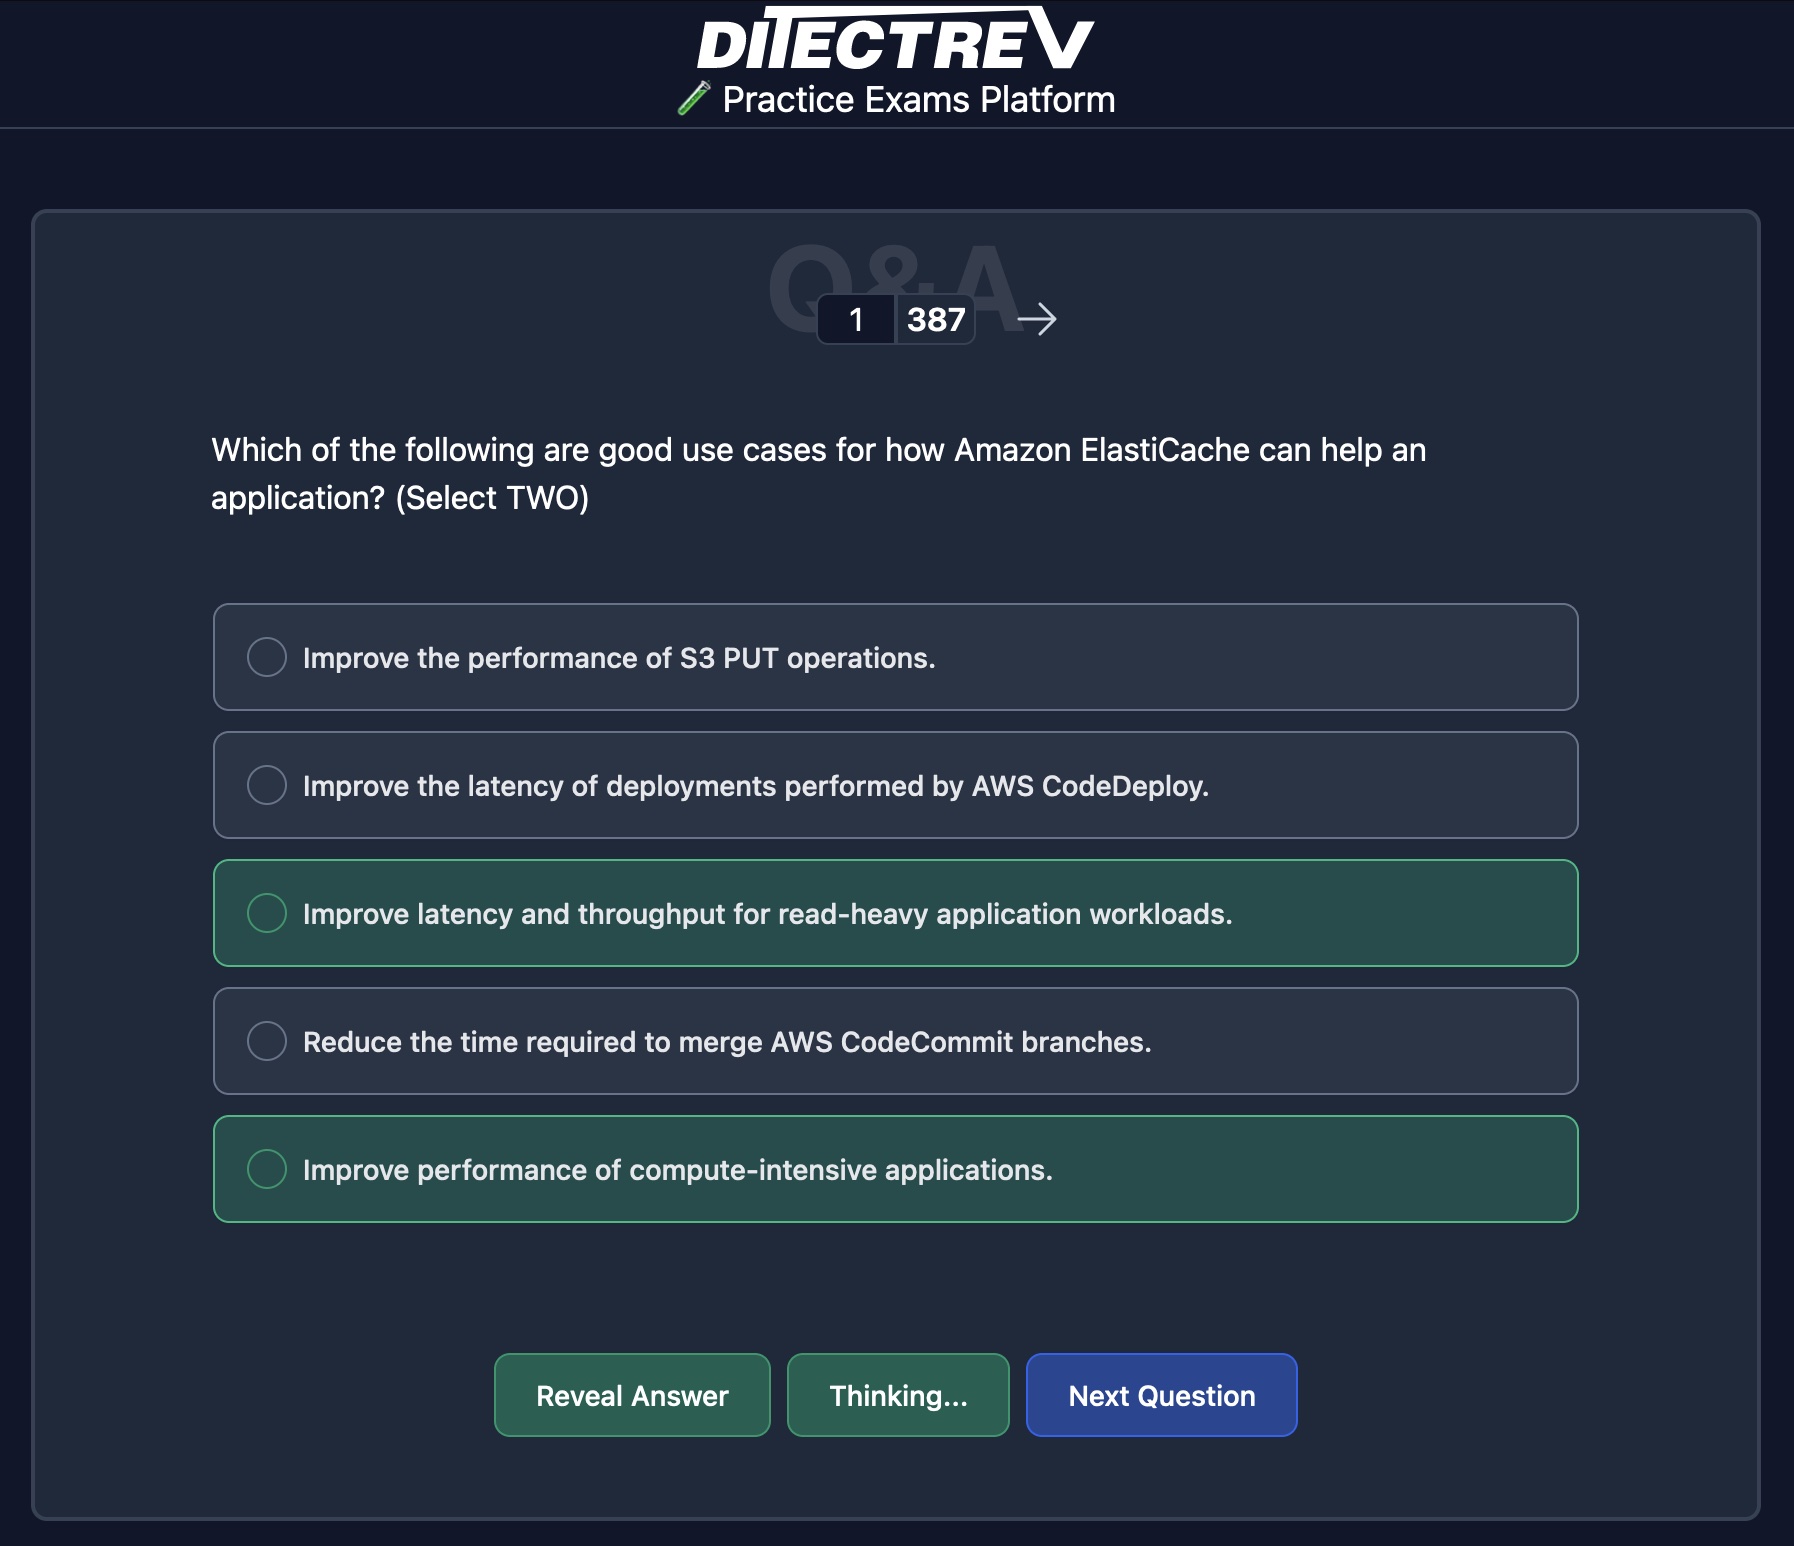 DITECTREV
Practice Exams Platform
Q&A
1 387
Which of the following are good use cases for how Amazon ElastiCache can help an
application? (Select TWO)
Improve the performance of S3 PUT operations.
Improve the latency of deployments performed by AWS CodeDeploy.
Improve latency and throughput for read-heavy application workloads.
Reduce the time required to merge AWS CodeCommit branches.
Improve performance of compute-intensive applications.
Reveal Answer Thinking... Next Question